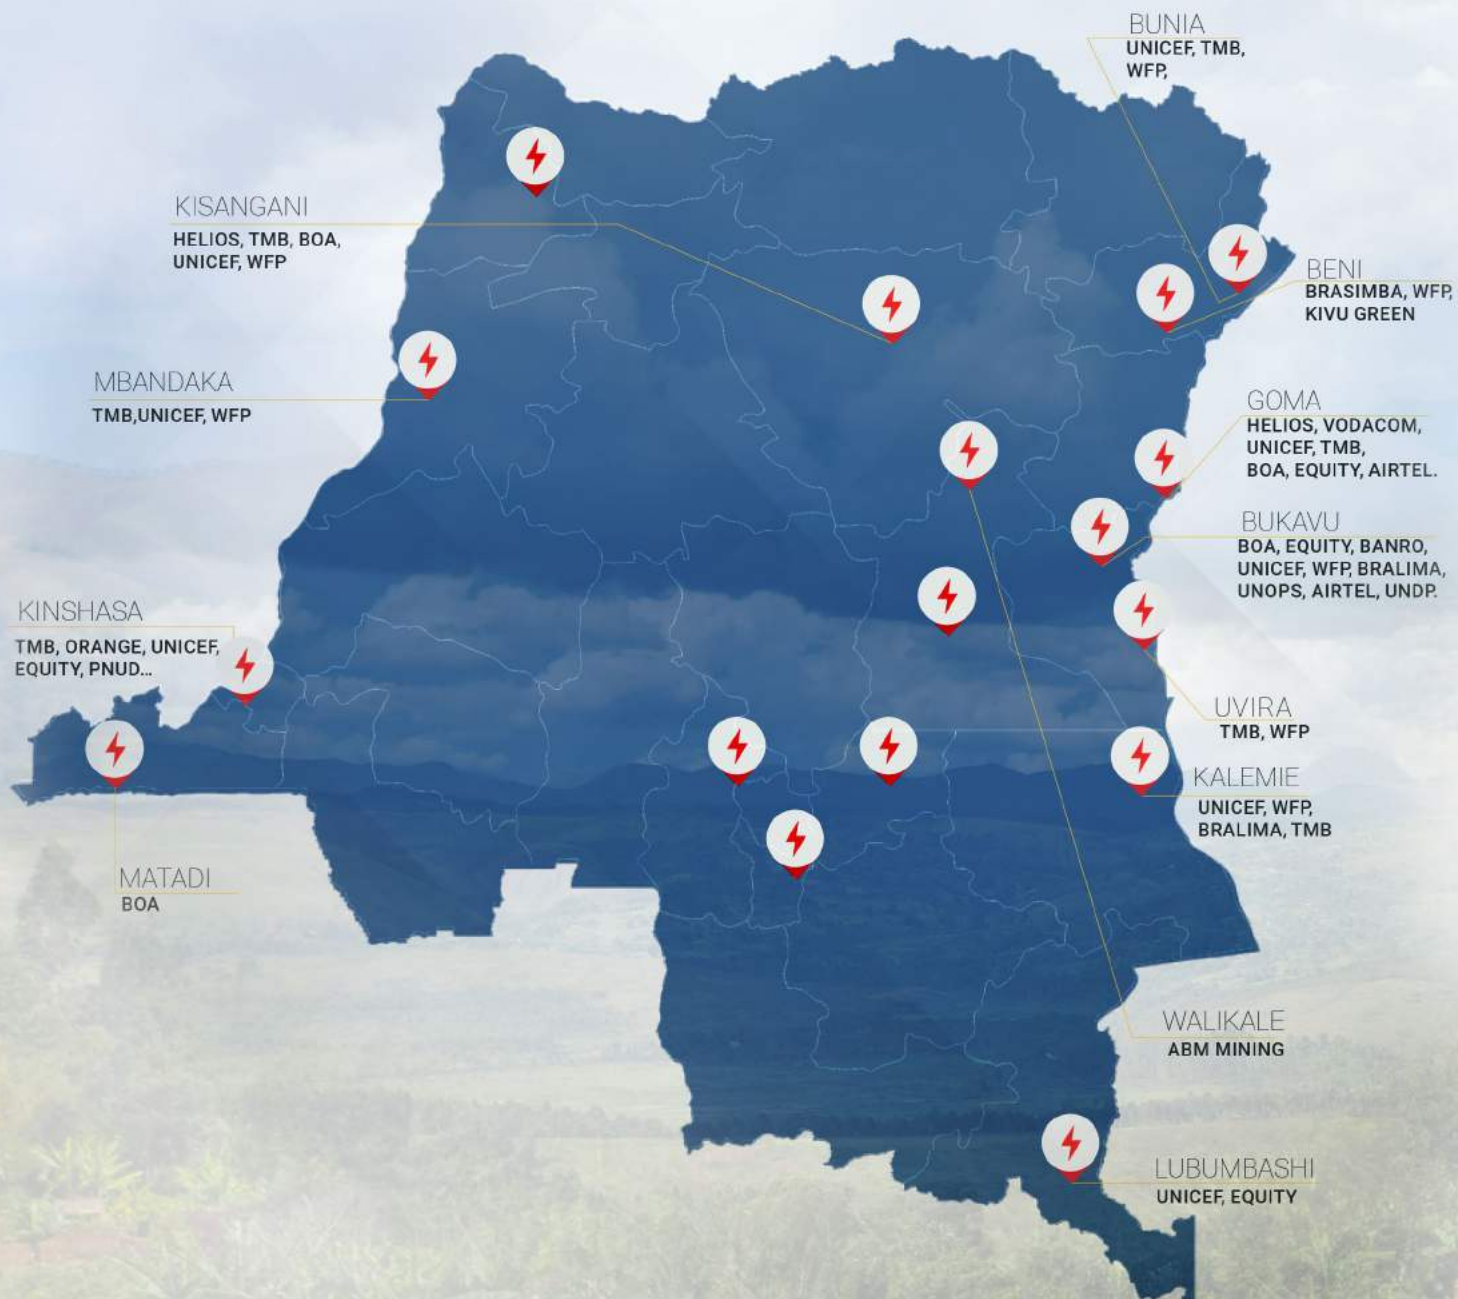 BUNIA
UNICEF, TMB,
WFP,
KISANGANI
HELIOS, TMB, BOA,
UNICEF, WFP
BENI
BRASIMBA, WFP,
KIVU GREEN
MBANDAKA
TMB,UNICEF, WFP
GOMA
HELIOS, VODACOM,
UNICEF, TMB,
BOA, EQUITY, AIRTEL.
BUKAVU
BOA, EQUITY, BANRO,
UNICEF, WFP, BRALIMA,
UNOPS, AIRTEL, UNDP.
KINSHASA
TMB, ORANGE, UNICEF,
EQUITY, PNUD...
UVIRA
TMB, WFP
KALEMIE
UNICEF, WFP,
BRALIMA, TMB
MATADI
BOA
WALIKALE
ABM MINING
LUBUMBASHI
UNICEF, EQUITY